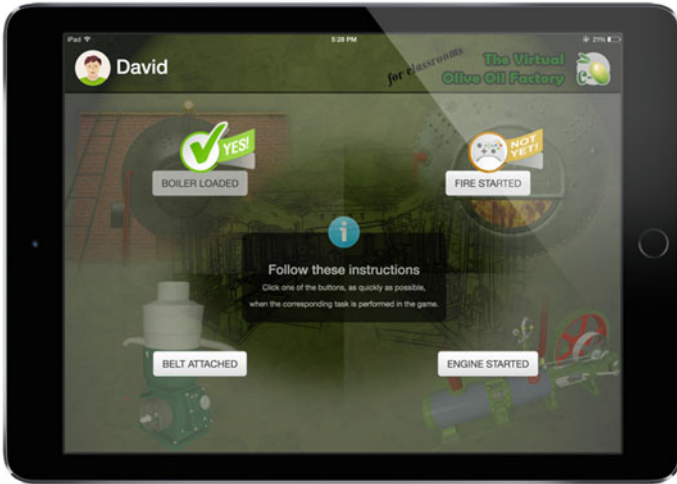 iPad
5:28 PM
21%
David
for classrooms
The Virtual
Olive Oil Factory
YES!
NOT
YET!
BOILER LOADED
FIRE STARTED
Follow these instructions
Click one of the buttons, as quickly as possible,
when the corresponding task is performed in the game.
BELT ATTACHED
ENGINE STARTED